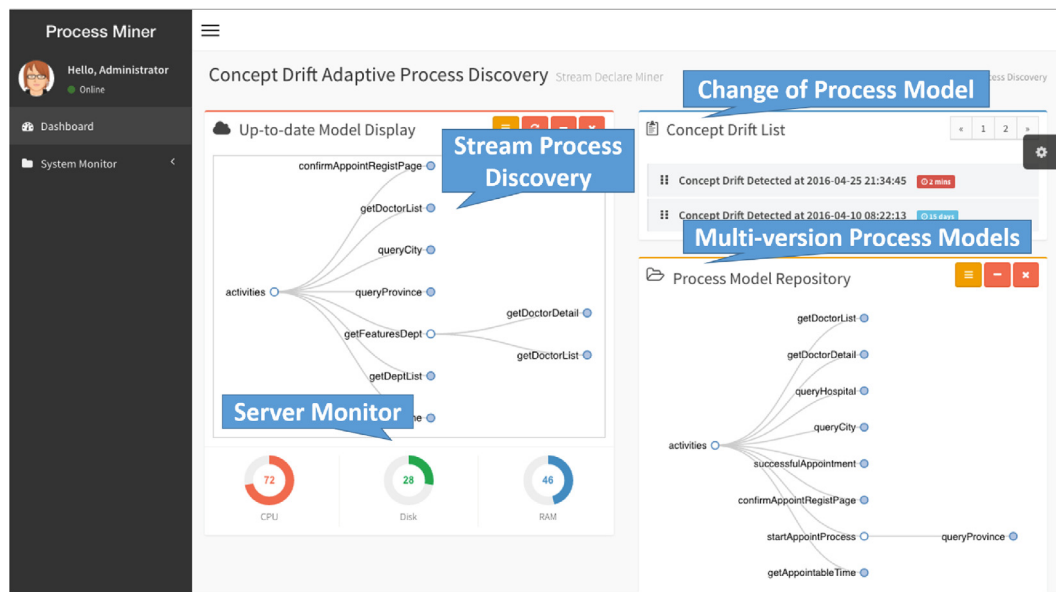 Process Miner
Hello, Administrator
Online
Dashboard
System Monitor
Concept Drift Adaptive Process Discovery Stream Declare Miner
Discovery
Change of Process Model
Up-to-date Model Display
Stream Process
Discovery
confirmAppointRegistPage
getDoctorList
queryCity
activities
queryProvince
getFeaturesDept
getDoctorDetail
getDoctorList
getDeptList
Server Monitor
72
28
46
CPU
Disk
RAM
Concept Drift List
« 1 2 »
Concept Drift Detected at 2016-04-25 21:34:45 2 mins
Concept Drift Detected at 2016-04-10 08:22:13 15 days
Multi-version Process Models
Process Model Repository
getDoctorList
getDoctorDetail
queryHospital
queryCity
activities
successfulAppointment
confirmAppointRegistPage
startAppointProcess
queryProvince
getAppointableTime